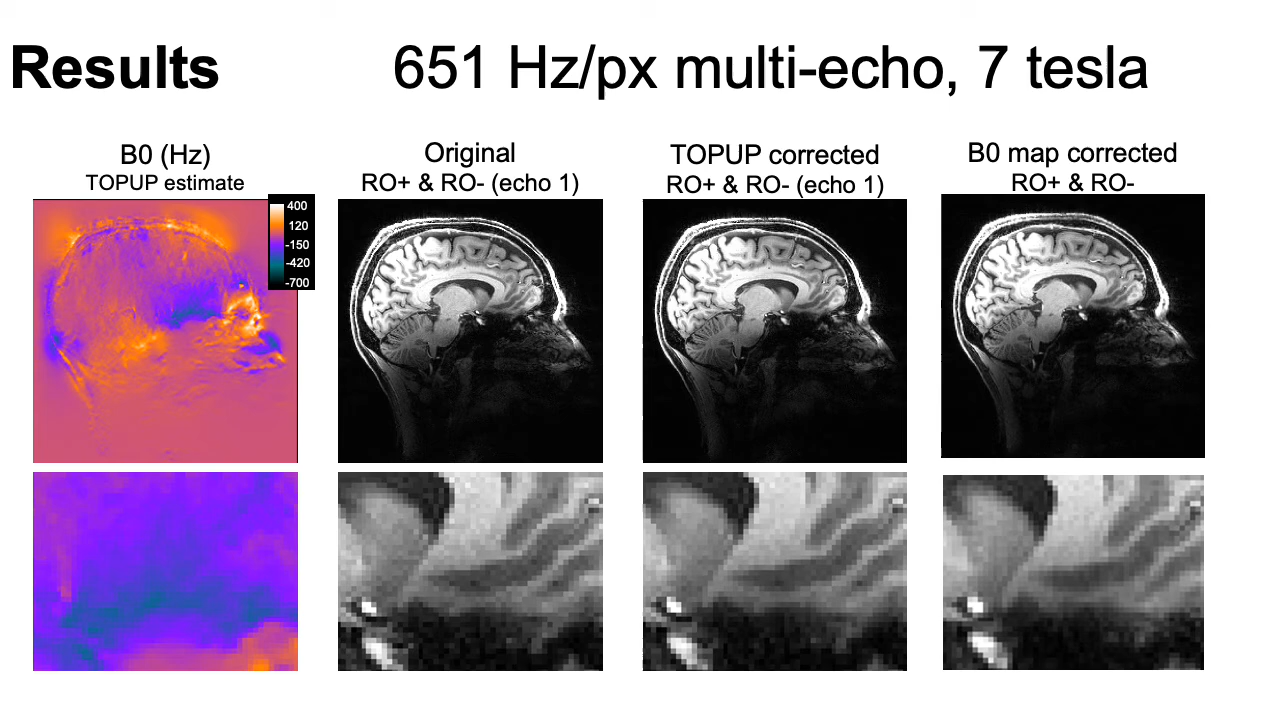 Results
651 Hz/px multi-echo, 7 tesla
B0 (Hz)
TOPUP estimate
400
120
-150
-420
-700
Original
RO+ & RO- (echo 1)
TOPUP corrected
RO+ & RO- (echo 1)
B0 map corrected
RO+ & RO-